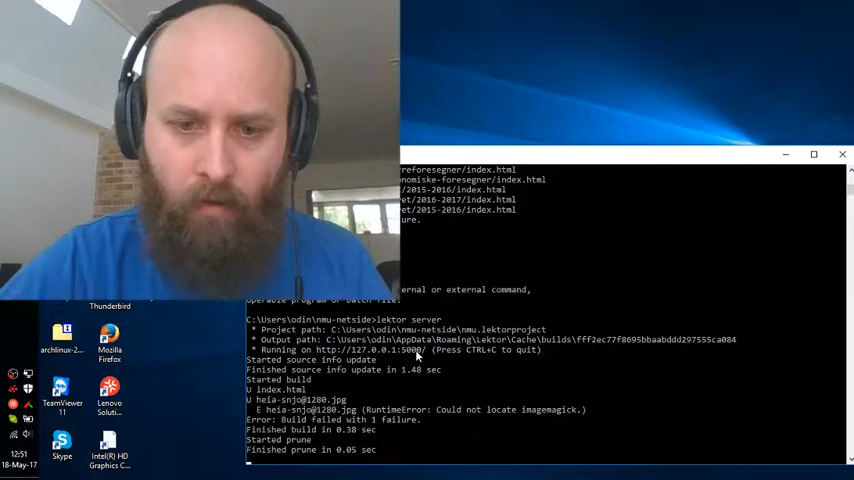 rreforesegner/index.html
onomiske-foresegner/index.html
/2015-2016/index.html
vet/2016-2017/index.html
vet/2015-2016/index.html
ure.
ernal or external command,
operable program or batch file.
C:\Users\odin\nmu-netside>lektor server
* Project path: C:\Users\odin\nmu-netside\nmu.lektorproject
* Output path: C:\Users\odin\AppData\Roaming\Lektor\Cache\builds\fff2ec77f8695bbaabddd297555ca084
* Running on http://127.0.0.1:5000/ (Press CTRL+C to quit)
Started source info update
Finished source info update in 1.48 sec
Started build
U index.html
U heia-snjo@1280.jpg
E heia-snjo@1280.jpg (RuntimeError: Could not locate imagemagick.)
Error: Build failed with 1 failure.
Finished build in 0.38 sec
Started prune
Finished prune in 0.05 sec
Thunderbird
archlinux-2...
Mozilla
Firefox
TeamViewer
11
Lenovo
Soluti...
Skype
Intel(R) HD
Graphics C...
12:51
18-May-17